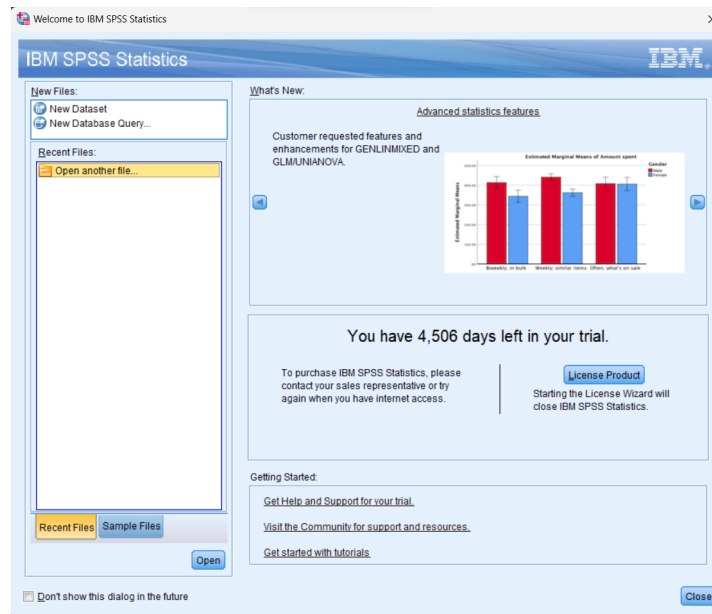 Welcome to IBM SPSS Statistics
IBM SPSS Statistics
IBM
New Files:
New Dataset
New Database Query...
Recent Files:
Open another file...
Recent Files
Sample Files
Open
What's New:
Advanced statistics features
Customer requested features and
enhancements for GENLINMIXED and
GLM/UNIANOVA.
Estimated Marginal Means of Amount spent
Gender
Male
Female
Estimated Marginal Means
Biweekly; in bulk
Weekly; similar items
Often; what's on sale
You have 4,506 days left in your trial.
To purchase IBM SPSS Statistics, please
contact your sales representative or try
again when you have internet access.
License Product
Starting the License Wizard will
close IBM SPSS Statistics.
Getting Started:
Get Help and Support for your trial.
Visit the Community for support and resources.
Get started with tutorials
Don't show this dialog in the future
Close